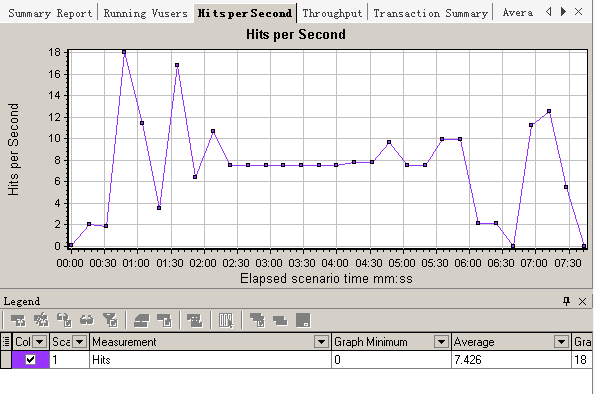 Summary Report Running Vusers Hits per Second Throughput Transaction Summary Avera
Hits per Second
Hits per Second
18
16
14
12
10
8
6
4
2
0
00:00 00:30 01:00 01:30 02:00 02:30 03:00 03:30 04:00 04:30 05:00 05:30 06:00 06:30 07:00 07:30
Elapsed scenario time mm:ss
Legend
Col Sca Measurement Graph Minimum Average Gra
1 Hits 0 7.426 18